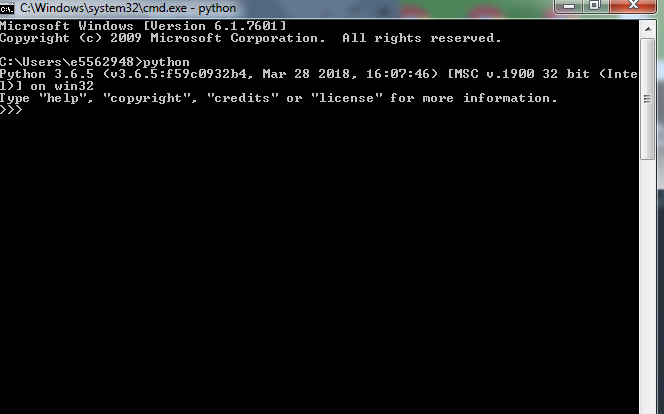 C:\Windows\system32\cmd.exe - python
Microsoft Windows [Version 6.1.7601]
Copyright (c) 2009 Microsoft Corporation.  All rights reserved.
C:\Users\e5562948>python
Python 3.6.5 (v3.6.5:f59c0932b4, Mar 28 2018, 16:07:46) [MSC v.1900 32 bit (Inte
l)] on win32
Type "help", "copyright", "credits" or "license" for more information.
>>>